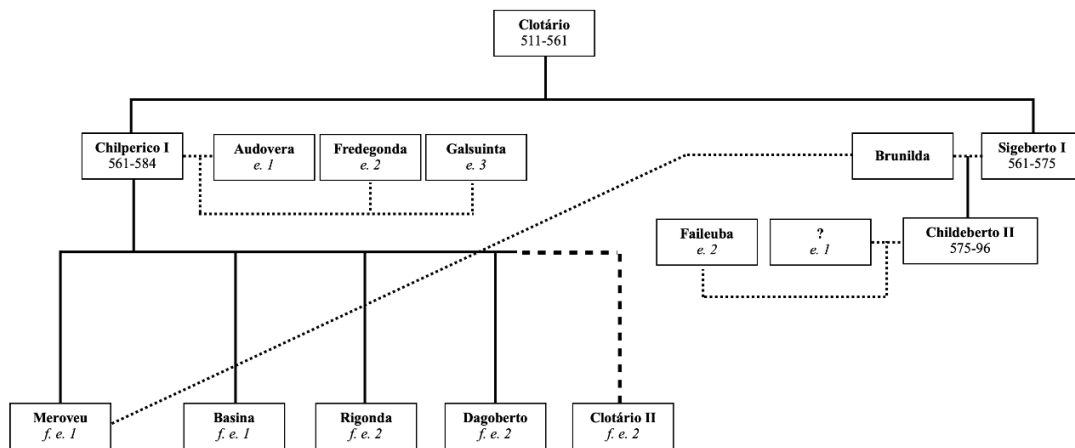 Clotário
511-561
Chilperico I
561-584
Audovera
e. 1
Fredegonda
e. 2
Galsuinta
e. 3
Brunilda
Sigeberto I
561-575
Faileuba
e. 2
?
e. 1
Childeberto II
575-96
Meroveu
f. e. 1
Basina
f. e. 1
Rigonda
f. e. 2
Dagoberto
f. e. 2
Clotário II
f. e. 2